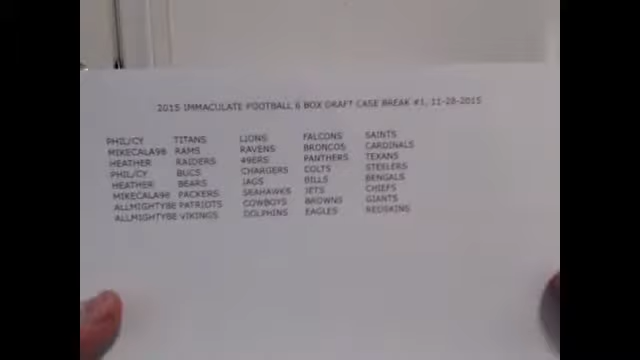 2015 IMMACULATE FOOTBALL 6 BOX DRAFT CASE BREAK #1, 11-28-2015
PHIL/CY TITANS LIONS FALCONS SAINTS
MIKECALA98 RAMS RAVENS BRONCOS CARDINALS
HEATHER RAIDERS 49ERS PANTHERS TEXANS
PHIL/CY BUCS CHARGERS COLTS STEELERS
HEATHER BEARS JAGS BILLS BENGALS
MIKECALA98 PACKERS SEAHAWKS JETS CHIEFS
ALLMIGHTYBE PATRIOTS COWBOYS BROWNS GIANTS
ALLMIGHTYBE VIKINGS DOLPHINS EAGLES REDSKINS